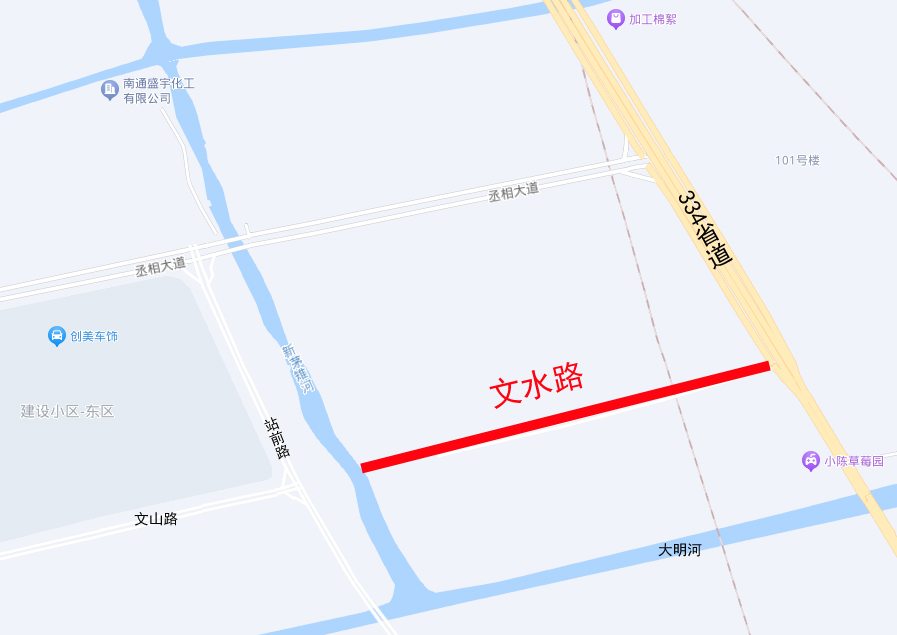 加工棉絮
南通盛宇化工
有限公司
101号楼
丞相大道
334省道
丞相大道
创美车饰
新茅雉河
文水路
建设小区-东区
站前路
小陈草莓园
文山路
大明河